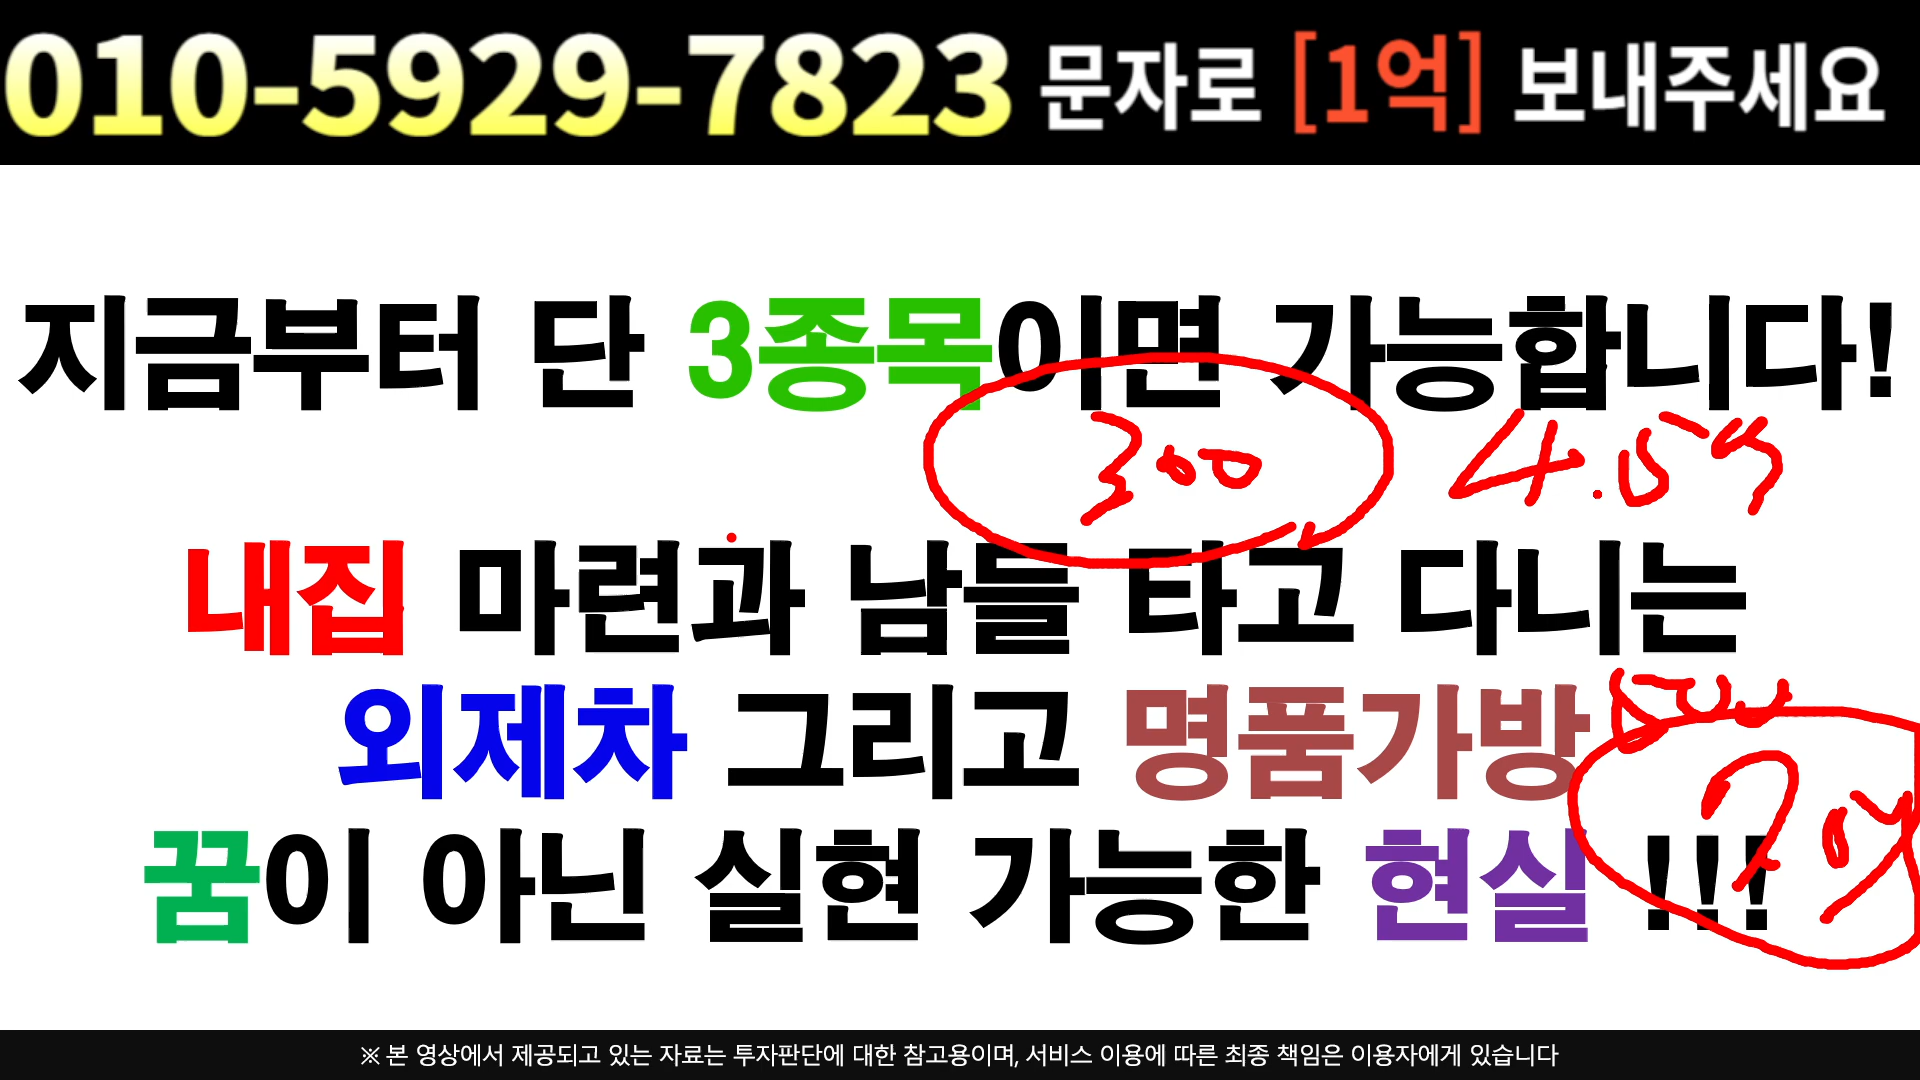 010-5929-7823 문자로 [1억] 보내주세요
지금부터 단 3종목이면 가능합니다!
300
4.5억
내집 마련과 남들 타고 다니는
외제차 그리고 명품가방
500
꿈이 아닌 실현 가능한 현실 !!!
※ 본 영상에서 제공되고 있는 자료는 투자판단에 대한 참고용이며, 서비스 이용에 따른 최종 책임은 이용자에게 있습니다